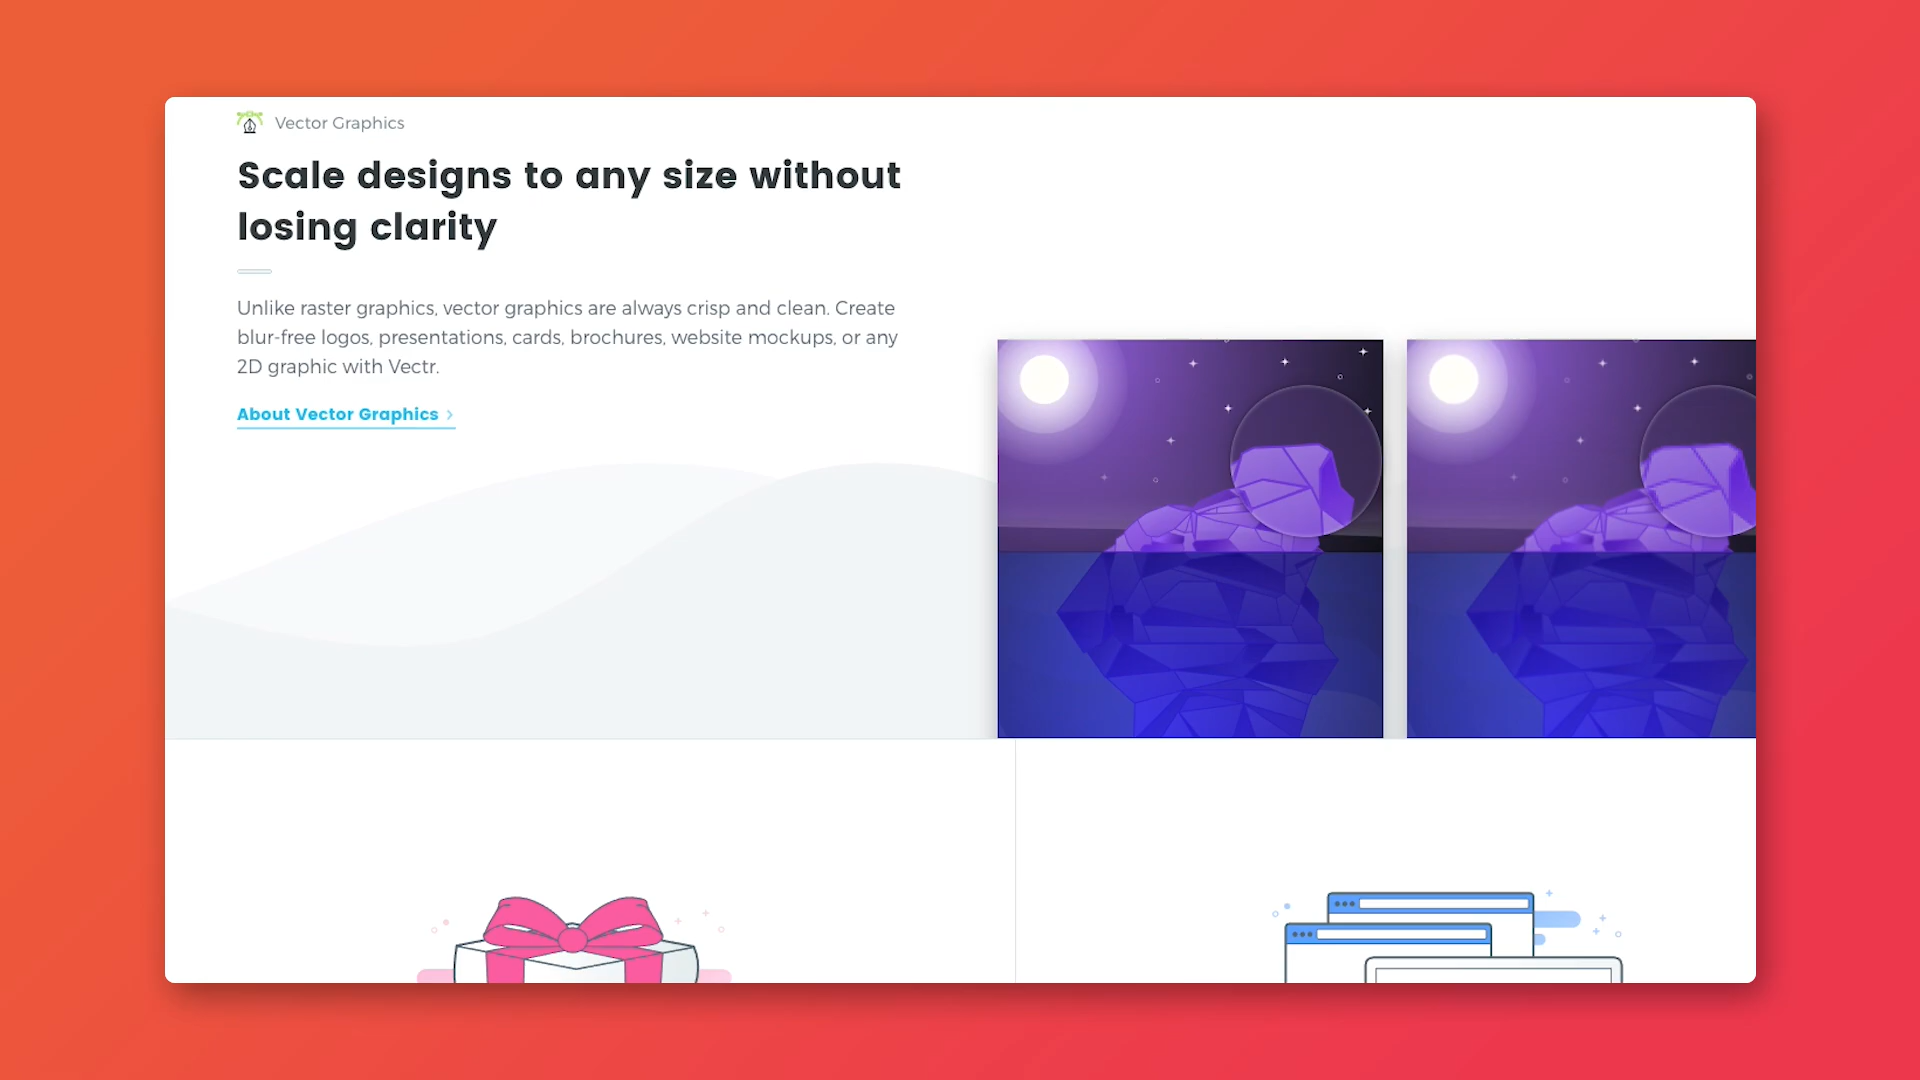 Vector Graphics
Scale designs to any size without
losing clarity
Unlike raster graphics, vector graphics are always crisp and clean. Create
blur-free logos, presentations, cards, brochures, website mockups, or any
2D graphic with Vectr.
About Vector Graphics >